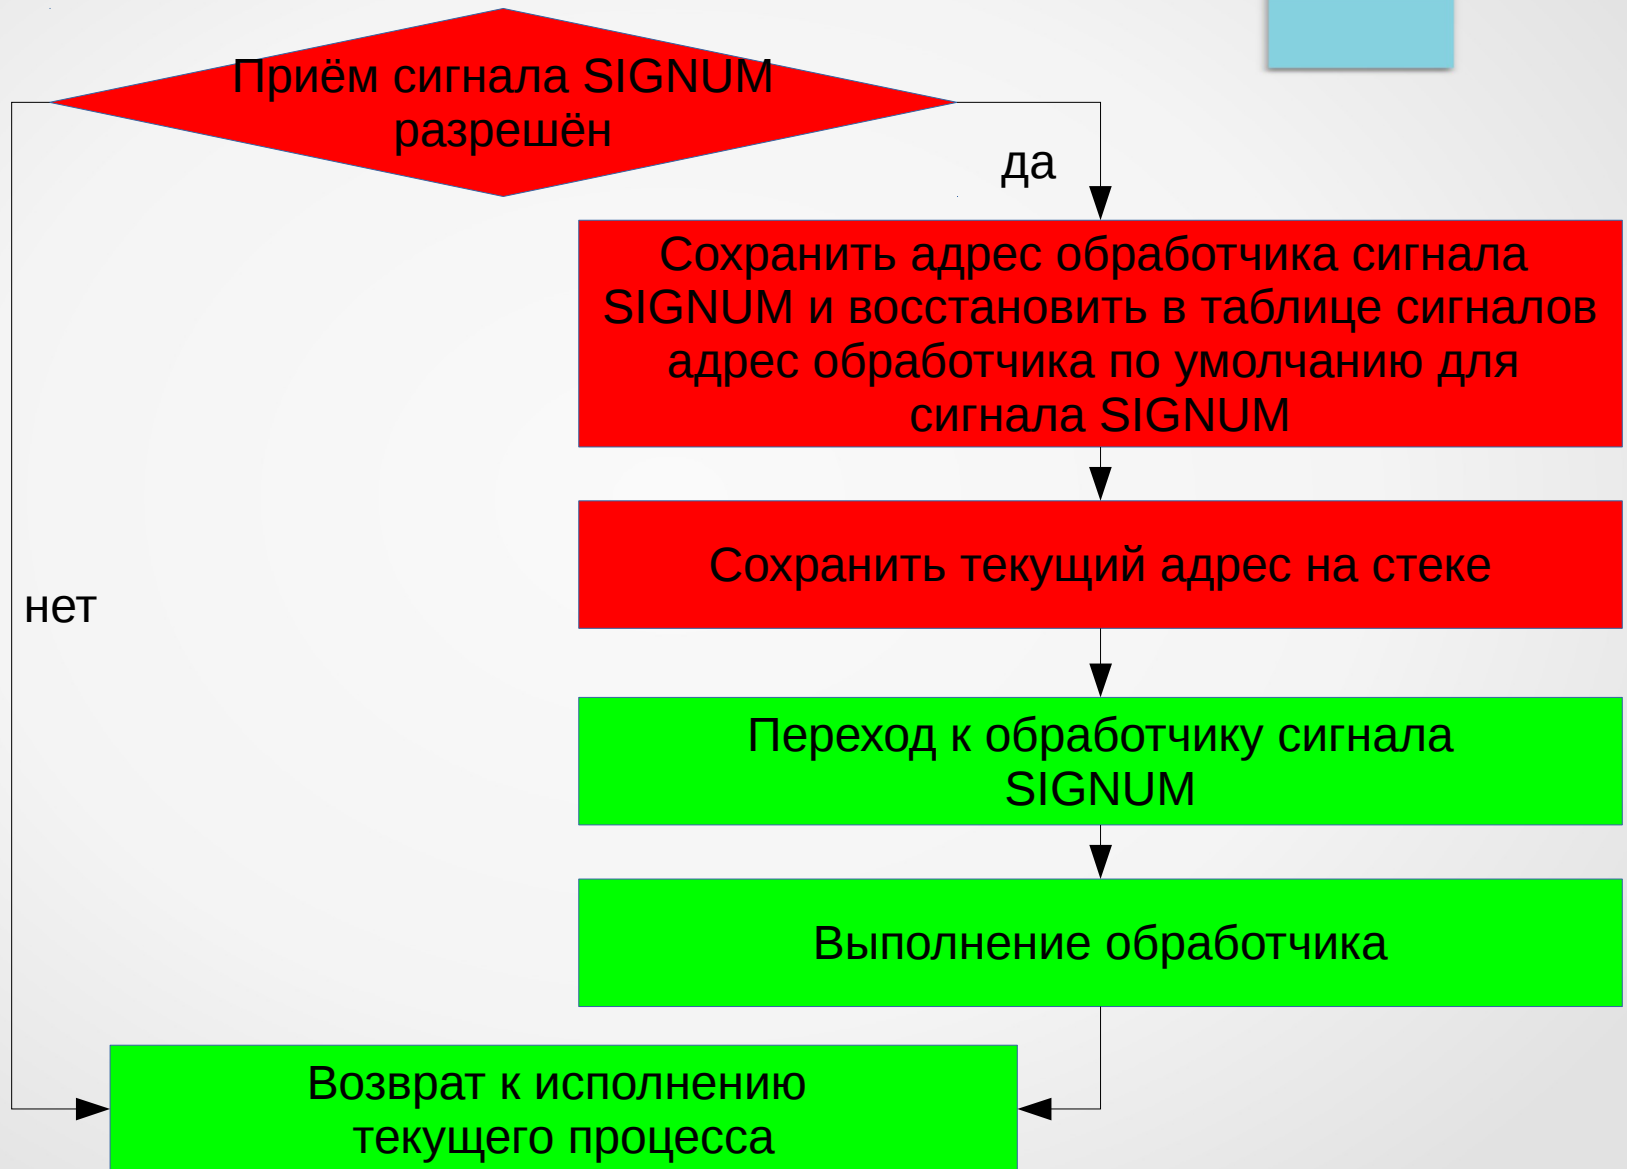 Приём сигнала SIGNUM
разрешён
да
Сохранить адрес обработчика сигнала
SIGNUM и восстановить в таблице сигналов
адрес обработчика по умолчанию для
сигнала SIGNUM
Сохранить текущий адрес на стеке
нет
Переход к обработчику сигнала
SIGNUM
Выполнение обработчика
Возврат к исполнению
текущего процесса